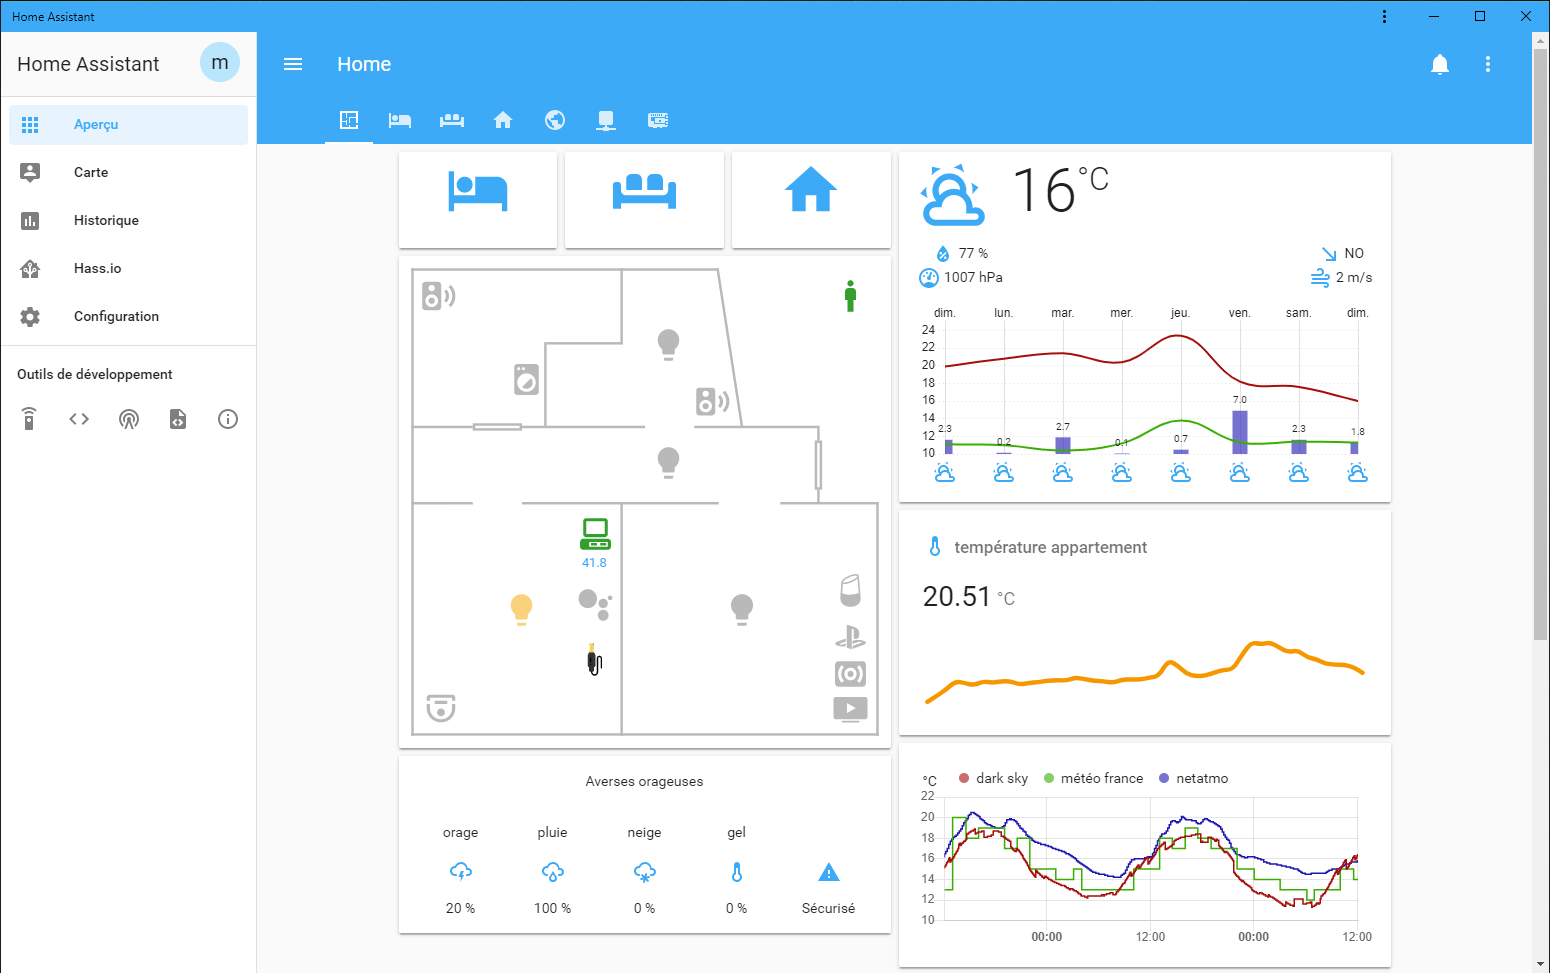 Home Assistant
Home Assistant
m
Home
Aperçu
Carte
Historique
Hass.io
Configuration
Outils de développement
16 °C
77 %
NO
1007 hPa
2 m/s
dim. lun. mar. mer. jeu. ven. sam. dim.
24
22
20
18
16
14
12
10
2.3 0.2 2.7 0.1 0.7 7.0 2.3 1.8
41.8
température appartement
20.51 °C
Averses orageuses
orage pluie neige gel
20 % 100 % 0 % 0 % Sécurisé
°C dark sky météo france netatmo
22
20
18
16
14
12
10
00:00 12:00 00:00 12:00